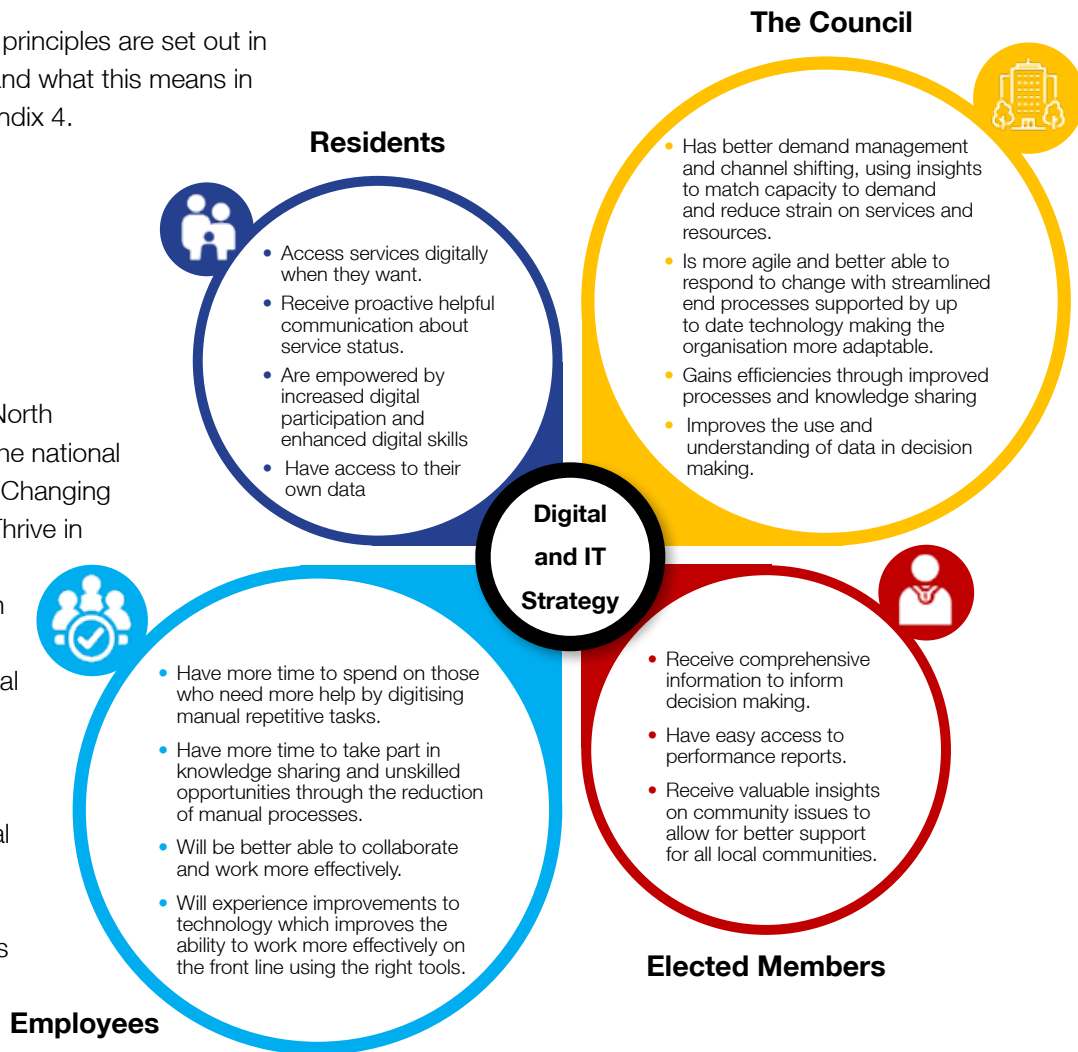 principles are set out in
and what this means in
ndix 4.
North
he national
Changing
Thrive in
n
al
al
s
Residents
• Access services digitally
when they want.
• Receive proactive helpful
communication about
service status.
• Are empowered by
increased digital
participation and
enhanced digital skills
• Have access to their
own data
The Council
• Has better demand management
and channel shifting, using insights
to match capacity to demand
and reduce strain on services and
resources.
• Is more agile and better able to
respond to change with streamlined
end processes supported by up
to date technology making the
organisation more adaptable.
• Gains efficiencies through improved
processes and knowledge sharing
• Improves the use and
understanding of data in decision
making.
Digital
and IT
Strategy
• Have more time to spend on those
who need more help by digitising
manual repetitive tasks.
• Have more time to take part in
knowledge sharing and unskilled
opportunities through the reduction
of manual processes.
• Will be better able to collaborate
and work more effectively.
• Will experience improvements to
technology which improves the
ability to work more effectively on
the front line using the right tools.
Employees
• Receive comprehensive
information to inform
decision making.
• Have easy access to
performance reports.
• Receive valuable insights
on community issues to
allow for better support
for all local communities.
Elected Members